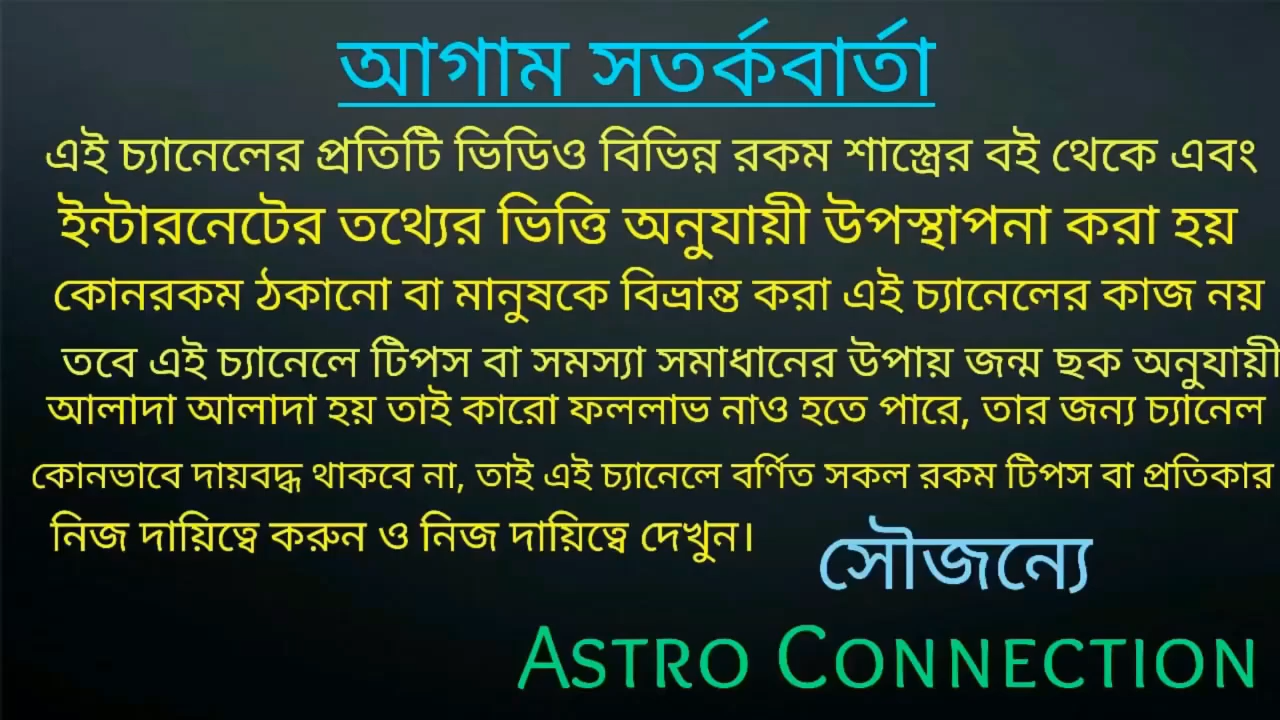 আগাম সতর্কবার্তা
এই চ্যানেলের প্রতিটি ভিডিও বিভিন্ন রকম শাস্ত্রের বই থেকে এবং
ইন্টারনেটের তথ্যের ভিত্তি অনুযায়ী উপস্থাপনা করা হয়
কোনরকম ঠকানো বা মানুষকে বিভ্রান্ত করা এই চ্যানেলের কাজ নয়
তবে এই চ্যানেলে টিপস বা সমস্যা সমাধানের উপায় জন্ম ছক অনুযায়ী
আলাদা আলাদা হয় তাই কারো ফললাভ নাও হতে পারে, তার জন্য চ্যানেল
কোনভাবে দায়বদ্ধ থাকবে না, তাই এই চ্যানেলে বর্ণিত সকল রকম টিপস বা প্রতিকার
নিজ দায়িত্বে করুন ও নিজ দায়িত্বে দেখুন।
সৌজন্যে
ASTRO CONNECTION